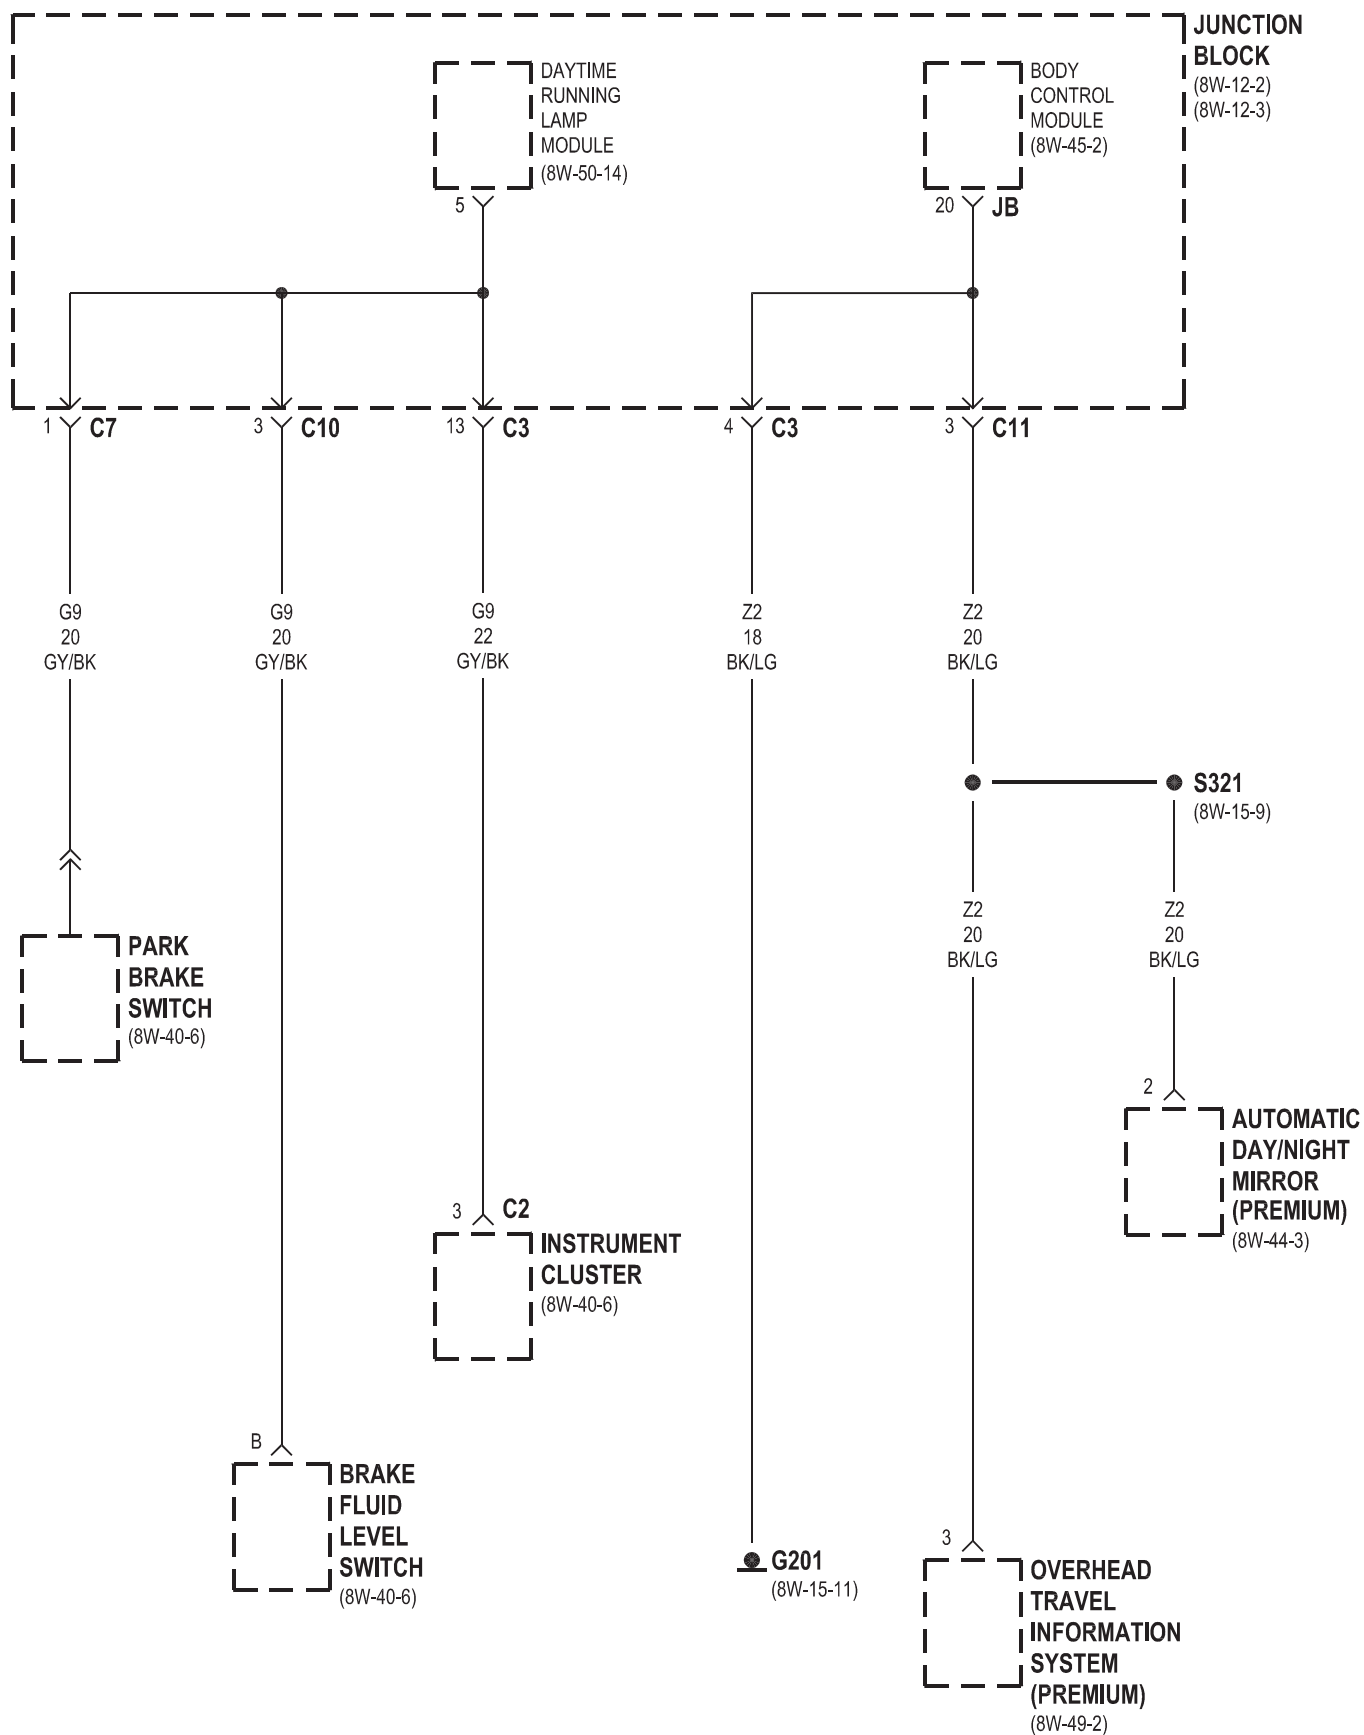 JUNCTION
BLOCK
(8W-12-2)
(8W-12-3)
DAYTIME
RUNNING
LAMP
MODULE
(8W-50-14)
5
BODY
CONTROL
MODULE
(8W-45-2)
20 JB
1 C7
3 C10
13 C3
4 C3
3 C11
G9
20
GY/BK
G9
20
GY/BK
G9
22
GY/BK
Z2
18
BK/LG
Z2
20
BK/LG
S321
(8W-15-9)
Z2
20
BK/LG
Z2
20
BK/LG
PARK
BRAKE
SWITCH
(8W-40-6)
2
AUTOMATIC
DAY/NIGHT
MIRROR
(PREMIUM)
(8W-44-3)
3 C2
INSTRUMENT
CLUSTER
(8W-40-6)
B
BRAKE
FLUID
LEVEL
SWITCH
(8W-40-6)
G201
(8W-15-11)
3
OVERHEAD
TRAVEL
INFORMATION
SYSTEM
(PREMIUM)
(8W-49-2)